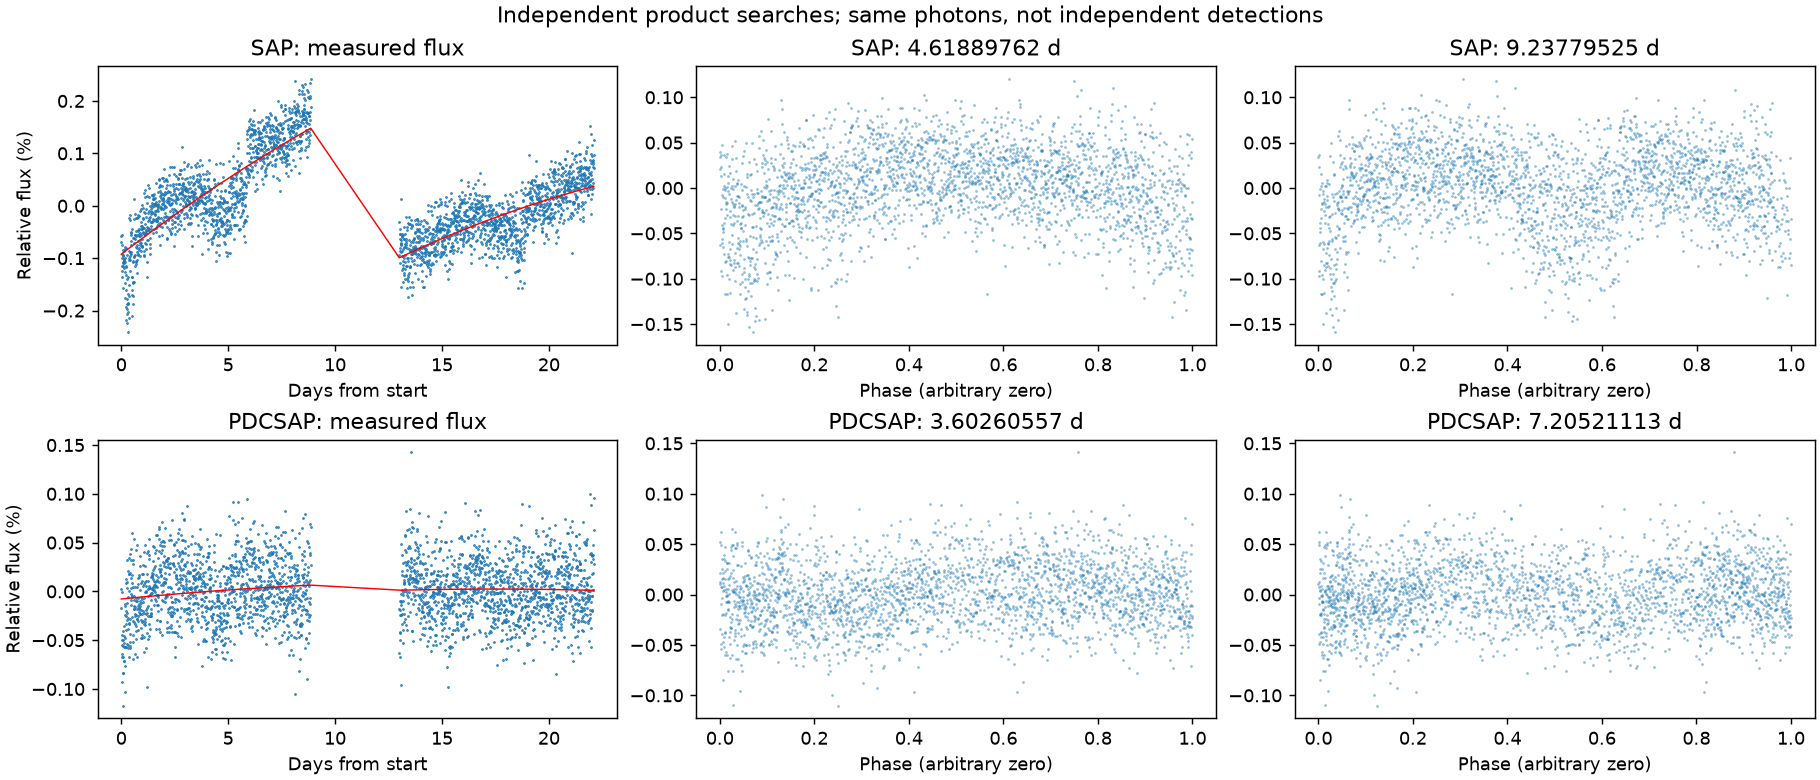 Independent product searches; same photons, not independent detections
SAP: measured flux
Relative flux (%)
0.2
0.1
0.0
−0.1
−0.2
0 5 10 15 20
Days from start
SAP: 4.61889762 d
0.10
0.05
0.00
−0.05
−0.10
−0.15
0.0 0.2 0.4 0.6 0.8 1.0
Phase (arbitrary zero)
SAP: 9.23779525 d
0.10
0.05
0.00
−0.05
−0.10
−0.15
0.0 0.2 0.4 0.6 0.8 1.0
Phase (arbitrary zero)
PDCSAP: measured flux
Relative flux (%)
0.15
0.10
0.05
0.00
−0.05
−0.10
0 5 10 15 20
Days from start
PDCSAP: 3.60260557 d
0.15
0.10
0.05
0.00
−0.05
−0.10
0.0 0.2 0.4 0.6 0.8 1.0
Phase (arbitrary zero)
PDCSAP: 7.20521113 d
0.15
0.10
0.05
0.00
−0.05
−0.10
0.0 0.2 0.4 0.6 0.8 1.0
Phase (arbitrary zero)